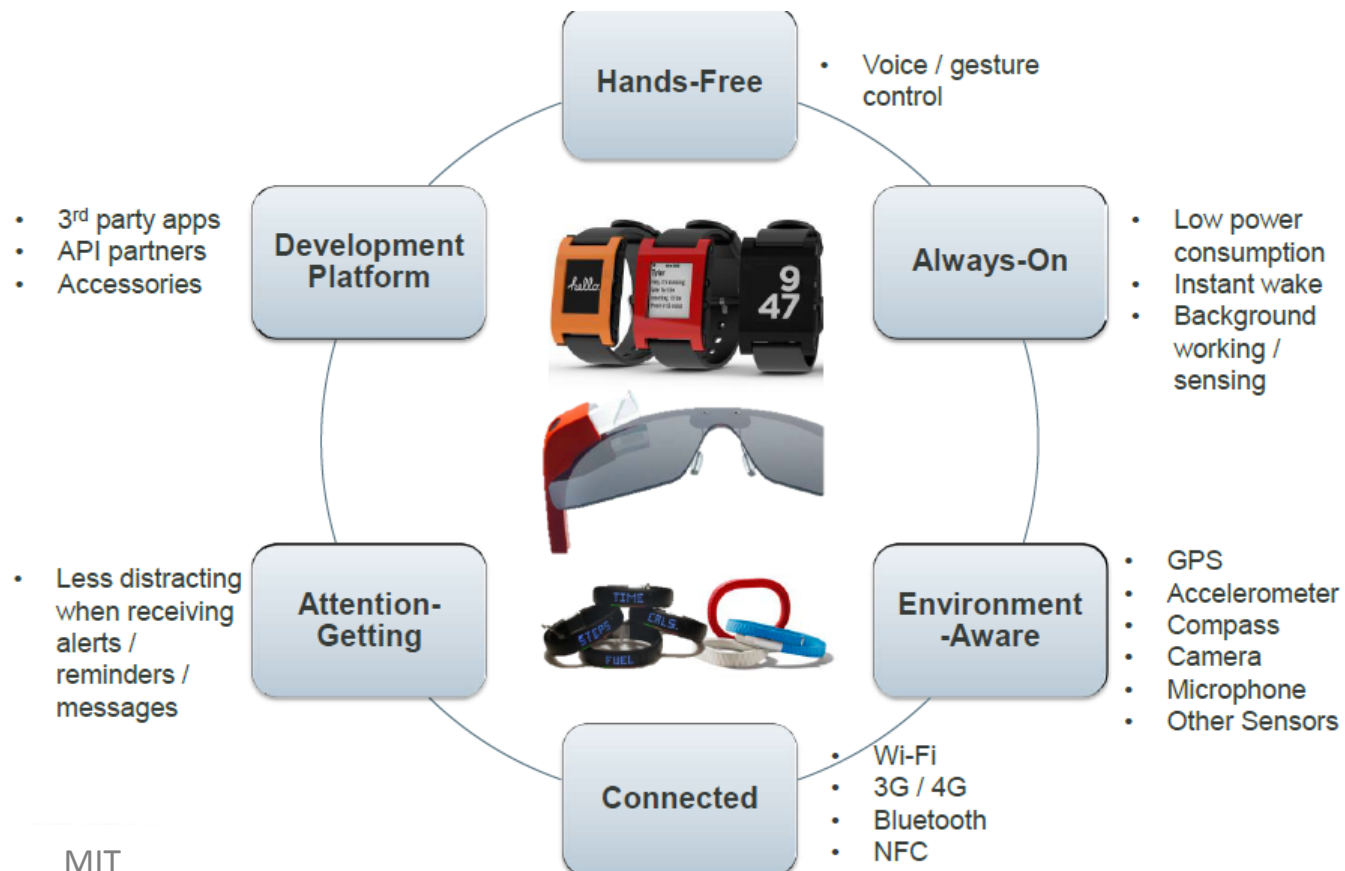 Hands-Free
• Voice / gesture
control
Development
Platform
• 3rd party apps
• API partners
• Accessories
Always-On
• Low power
consumption
• Instant wake
• Background
working /
sensing
hello
Tyler
9
47
Attention-
Getting
• Less distracting
when receiving
alerts /
reminders /
messages
TIME
STEPS
CALS.
FUEL
Environment
-Aware
• GPS
• Accelerometer
• Compass
• Camera
• Microphone
• Other Sensors
Connected
• Wi-Fi
• 3G / 4G
• Bluetooth
• NFC
MIT